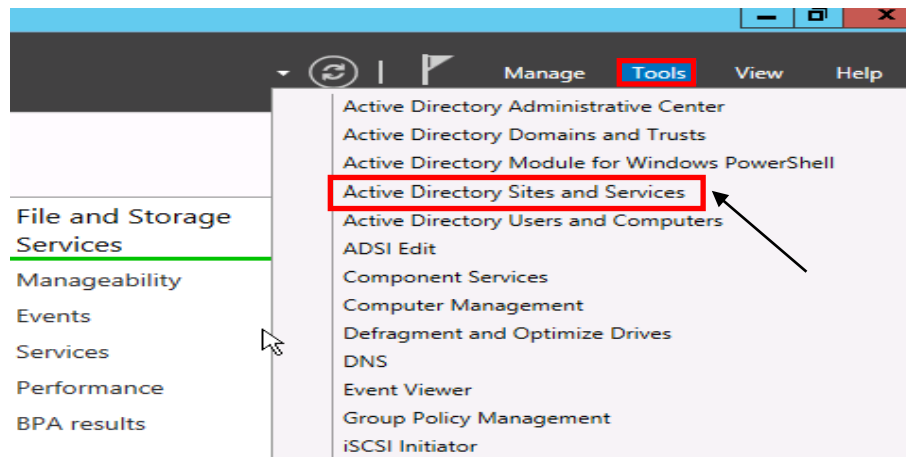 Manage Tools View Help
Active Directory Administrative Center
Active Directory Domains and Trusts
Active Directory Module for Windows PowerShell
Active Directory Sites and Services
Active Directory Users and Computers
ADSI Edit
Component Services
Computer Management
Defragment and Optimize Drives
DNS
Event Viewer
Group Policy Management
iSCSI Initiator
File and Storage
Services
Manageability
Events
Services
Performance
BPA results